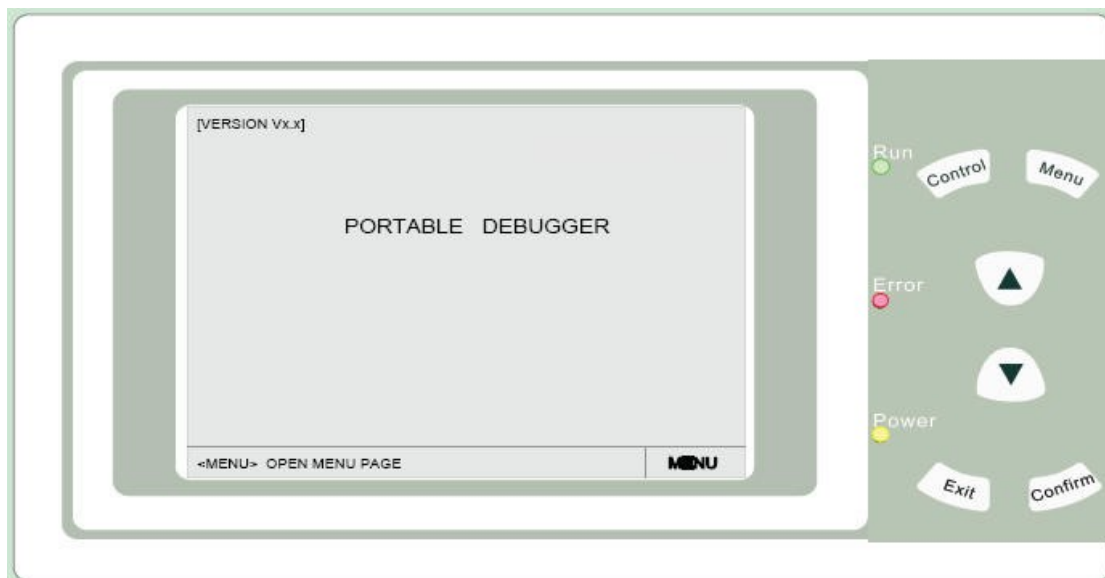 [VERSION Vx.x]
PORTABLE DEBUGGER
<MENU> OPEN MENU PAGE
MENU
Run
Control
Menu
Error
Power
Exit
Confirm